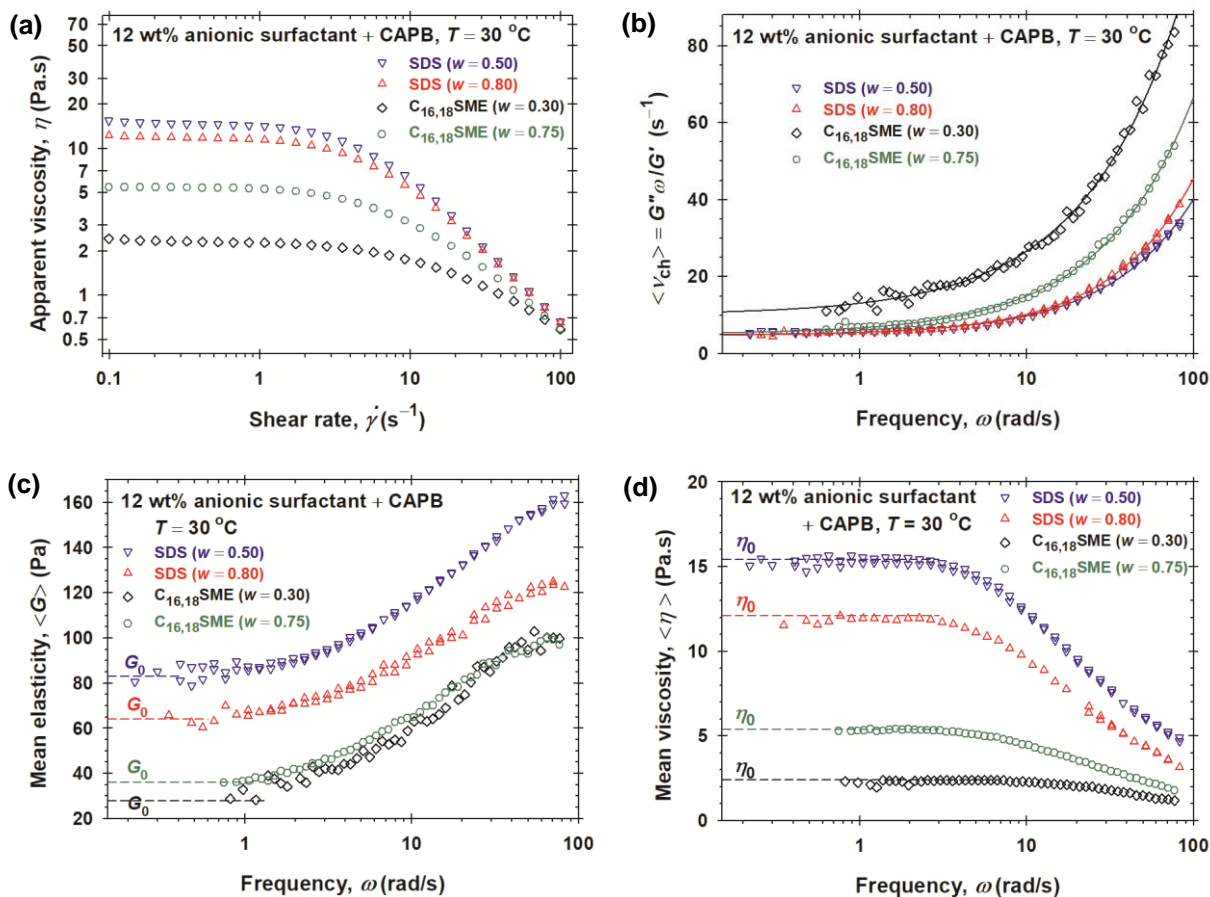 (a)
12 wt% anionic surfactant + CAPB, T = 30 °C
SDS (w = 0.50)
SDS (w = 0.80)
C16,18SME (w = 0.30)
C16,18SME (w = 0.75)
Apparent viscosity, η (Pa.s)
70
50
30
20
10
7
5
3
2
1
0.7
0.5
0.1
1
10
100
Shear rate, γ̇ (s⁻¹)
(b)
12 wt% anionic surfactant + CAPB, T = 30 °C
SDS (w = 0.50)
SDS (w = 0.80)
C16,18SME (w = 0.30)
C16,18SME (w = 0.75)
<νch> = G″ω/G′ (s⁻¹)
80
60
40
20
0
1
10
100
Frequency, ω (rad/s)
(c)
12 wt% anionic surfactant + CAPB
T = 30 °C
SDS (w = 0.50)
SDS (w = 0.80)
C16,18SME (w = 0.30)
C16,18SME (w = 0.75)
Mean elasticity, <G> (Pa)
160
140
120
100
80
60
40
20
G0
G0
G0
G0
1
10
100
Frequency, ω (rad/s)
(d)
12 wt% anionic surfactant
+ CAPB, T = 30 °C
SDS (w = 0.50)
SDS (w = 0.80)
C16,18SME (w = 0.30)
C16,18SME (w = 0.75)
Mean viscosity, <η> (Pa.s)
20
15
10
5
0
η0
η0
η0
η0
1
10
100
Frequency, ω (rad/s)